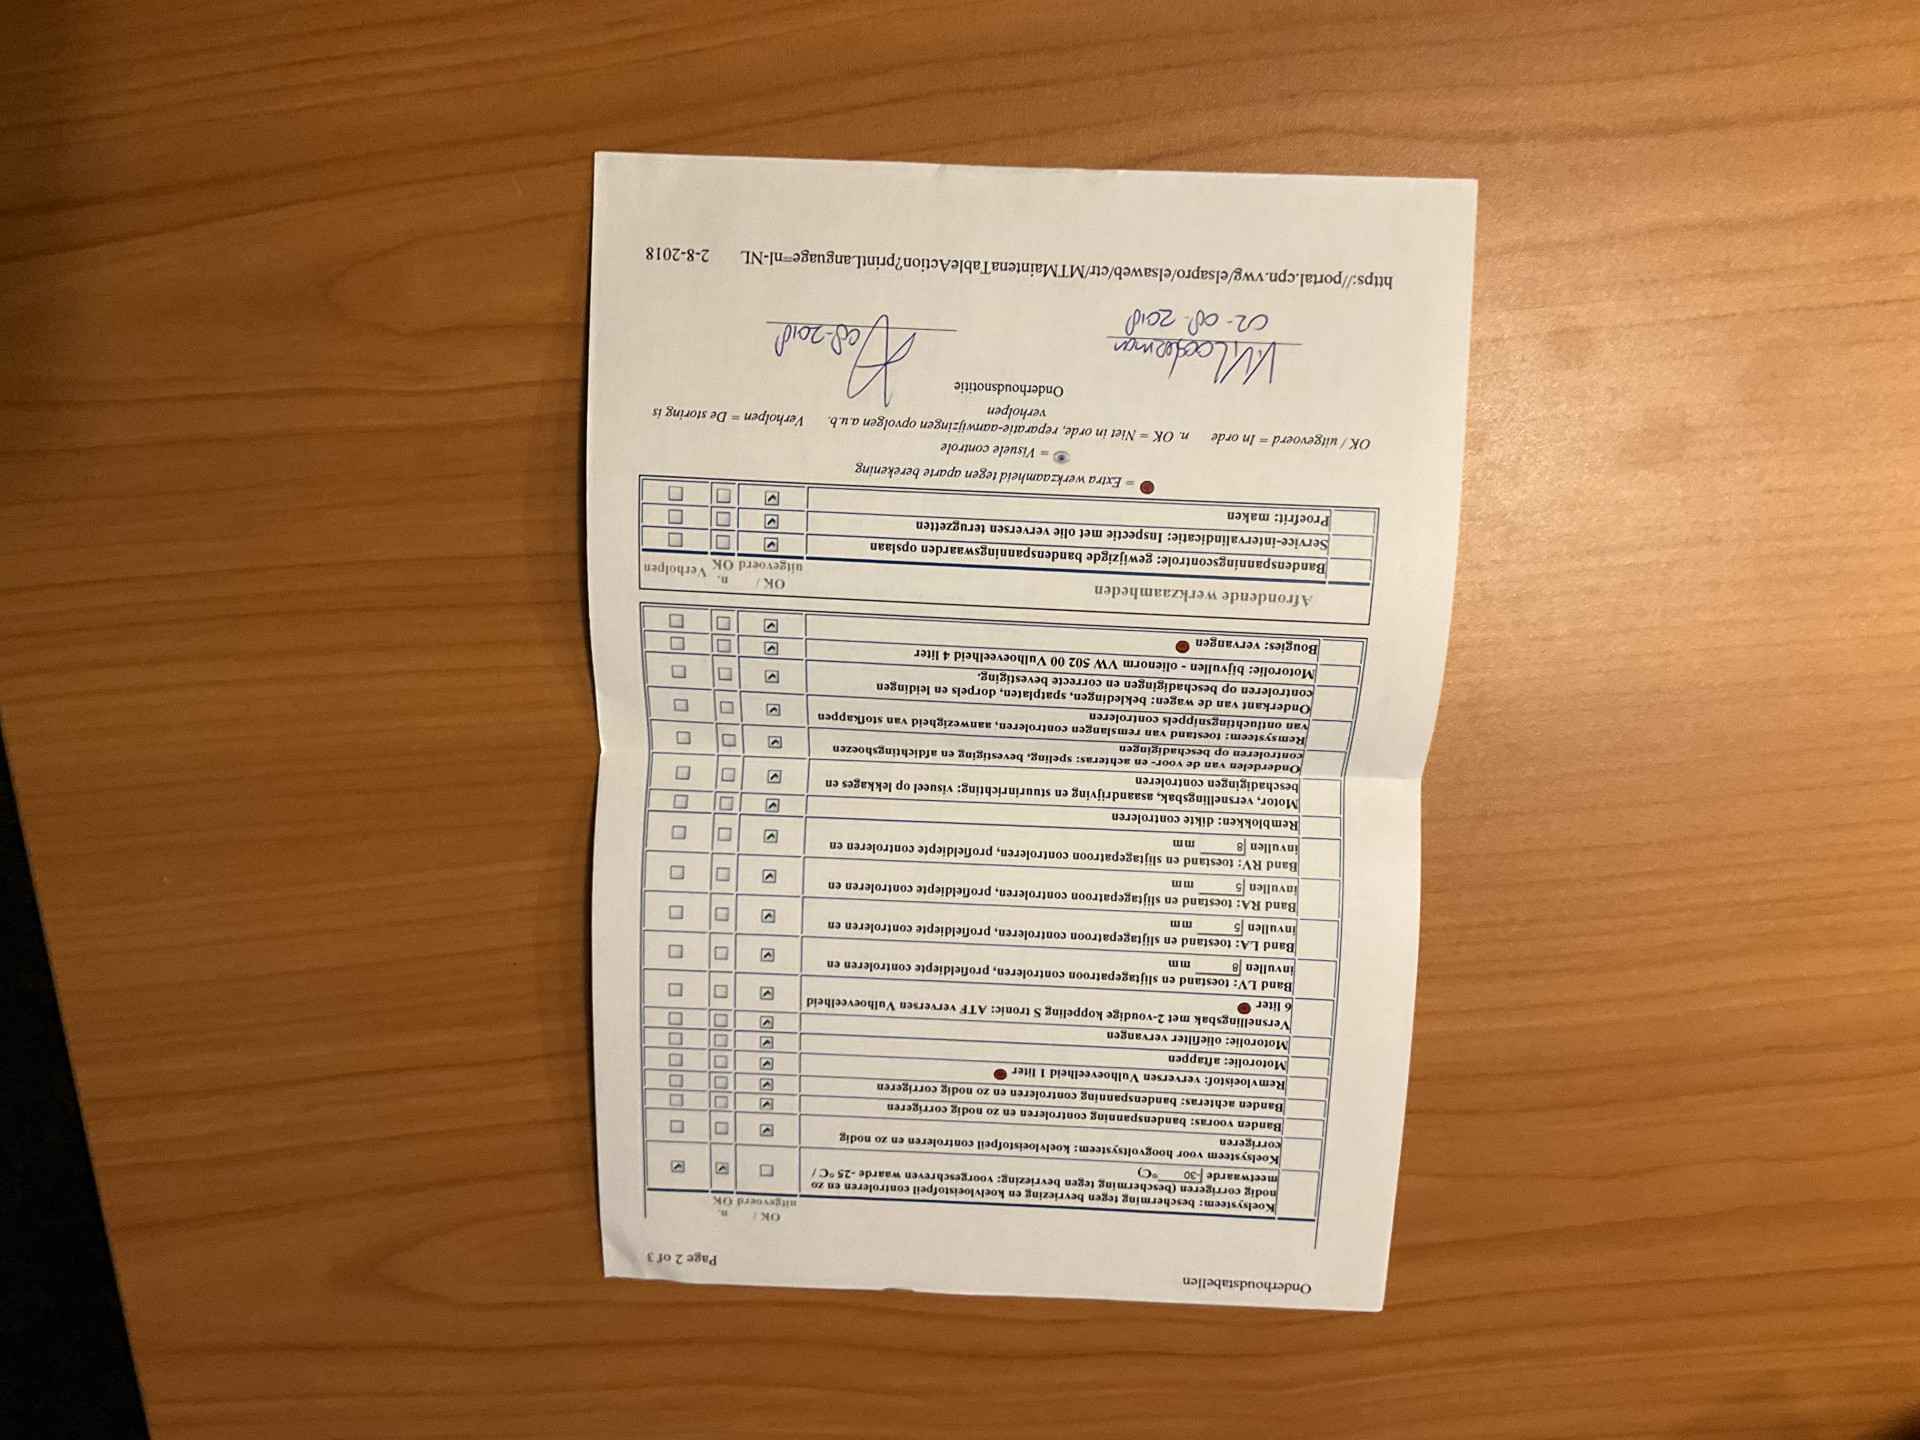 Onderhoudstabellen Page 2 of 3
OK / n.
uitgevoerd OK
Koelsysteem: bescherming tegen bevriezing en koelvloeistofpeil controleren en zo
nodig corrigeren (bescherming tegen bevriezing: voorgeschreven waarde -25 °C /
meetwaarde -30 °C)
Koelsysteem voor hoogvoltsysteem: koelvloeistofpeil controleren en zo nodig
corrigeren
Banden vooras: bandenspanning controleren en zo nodig corrigeren
Banden achteras: bandenspanning controleren en zo nodig corrigeren
Remvloeistof: verversen Vulhoeveelheid 1 liter
Motorolie: aftappen
Motorolie: oliefilter vervangen
Versnellingsbak met 2-voudige koppeling S tronic: ATF verversen Vulhoeveelheid
6 liter
Band LV: toestand en slijtagepatroon controleren, profieldiepte controleren en
invullen 8 mm
Band LA: toestand en slijtagepatroon controleren, profieldiepte controleren en
invullen 5 mm
Band RA: toestand en slijtagepatroon controleren, profieldiepte controleren en
invullen 5 mm
Band RV: toestand en slijtagepatroon controleren, profieldiepte controleren en
invullen 8 mm
Remblokken: dikte controleren
Motor, versnellingsbak, asaandrijving en stuurinrichting: visueel op lekkages en
beschadigingen controleren
Onderdelen van de voor- en achteras: speling, bevestiging en afdichtingshoezen
controleren op beschadigingen
Remsysteem: toestand van remslangen controleren, aanwezigheid van stofkappen
van ontluchtingsnippels controleren
Onderkant van de wagen: bekledingen, spatplaten, dorpels en leidingen
controleren op beschadigingen en correcte bevestiging.
Motorolie: bijvullen - olienorm VW 502 00 Vulhoeveelheid 4 liter
Bougies: vervangen
Afrondende werkzaamheden OK / n. Verholpen
uitgevoerd OK
Bandenspanningscontrole: gewijzigde bandenspanningswaarden opslaan
Service-intervalindicatie: Inspectie met olie verversen terugzetten
Proefrit: maken
= Extra werkzaamheid tegen aparte berekening
= Visuele controle
OK / uitgevoerd = In orde n. OK = Niet in orde, reparatie-aanwijzingen opvolgen a.u.b. Verholpen = De storing is
verholpen
Onderhoudsnotitie
02-08-2018 08-2018
https://portal.cpn.vwg/elsapro/elsaweb/ctr/MTMaintenaTableAction?printLanguage=nl-NL 2-8-2018